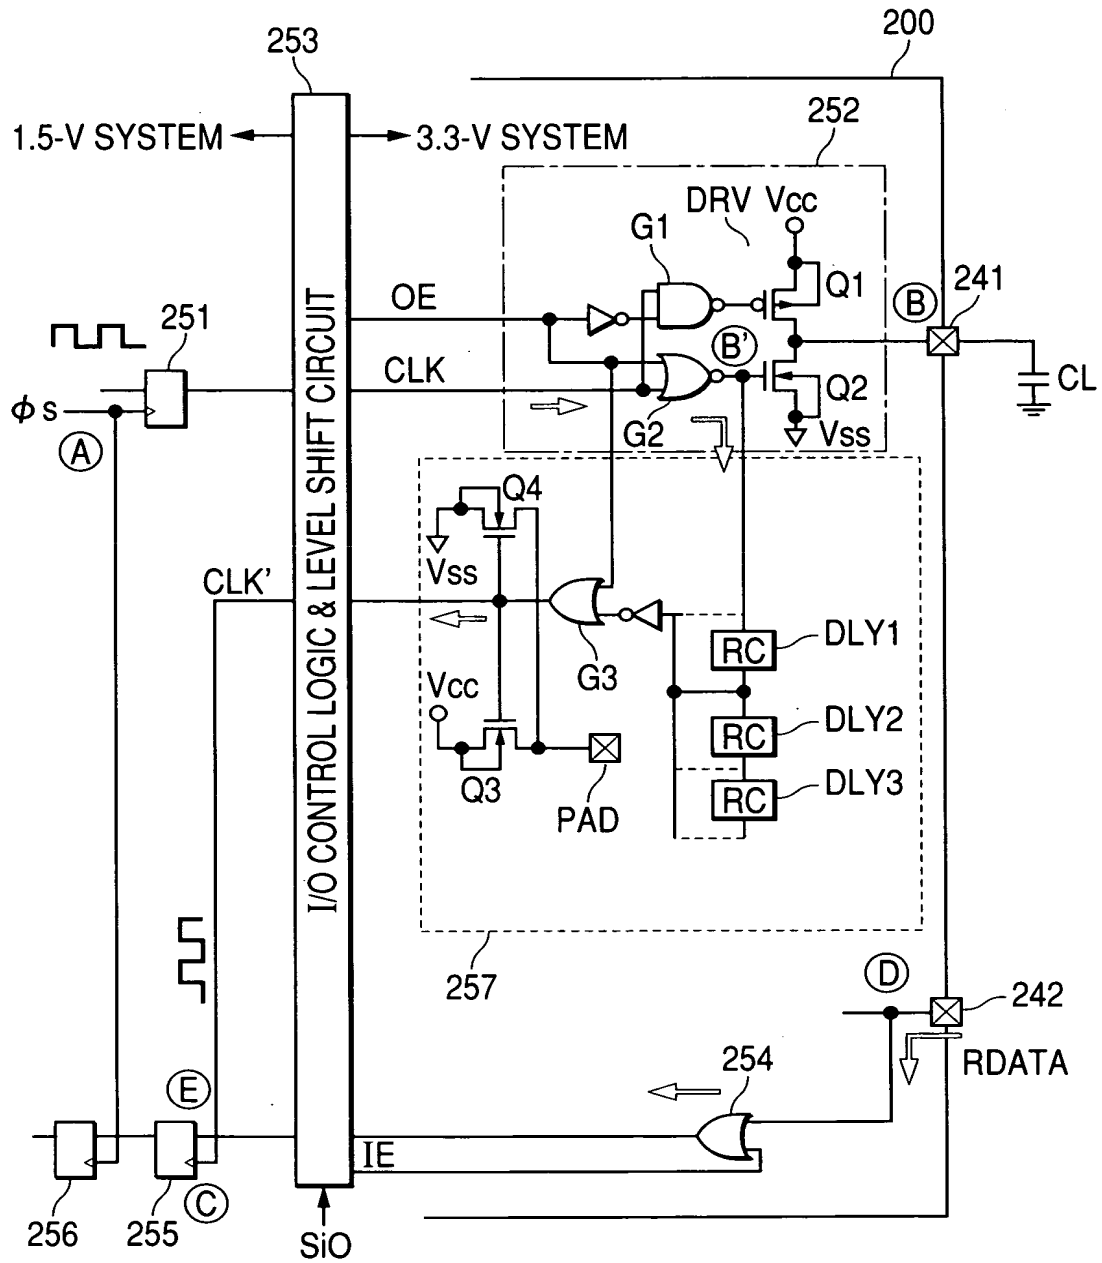 200
253
1.5-V SYSTEM
3.3-V SYSTEM
252
DRV
Vcc
G1
Q1
241
B
OE
251
B'
CLK
Q2
CL
ϕs
G2
Vss
A
I/O CONTROL LOGIC & LEVEL SHIFT CIRCUIT
Q4
Vss
CLK'
G3
RC
DLY1
Vcc
RC
DLY2
Q3
RC
DLY3
PAD
257
D
242
254
RDATA
E
IE
C
256
255
SiO